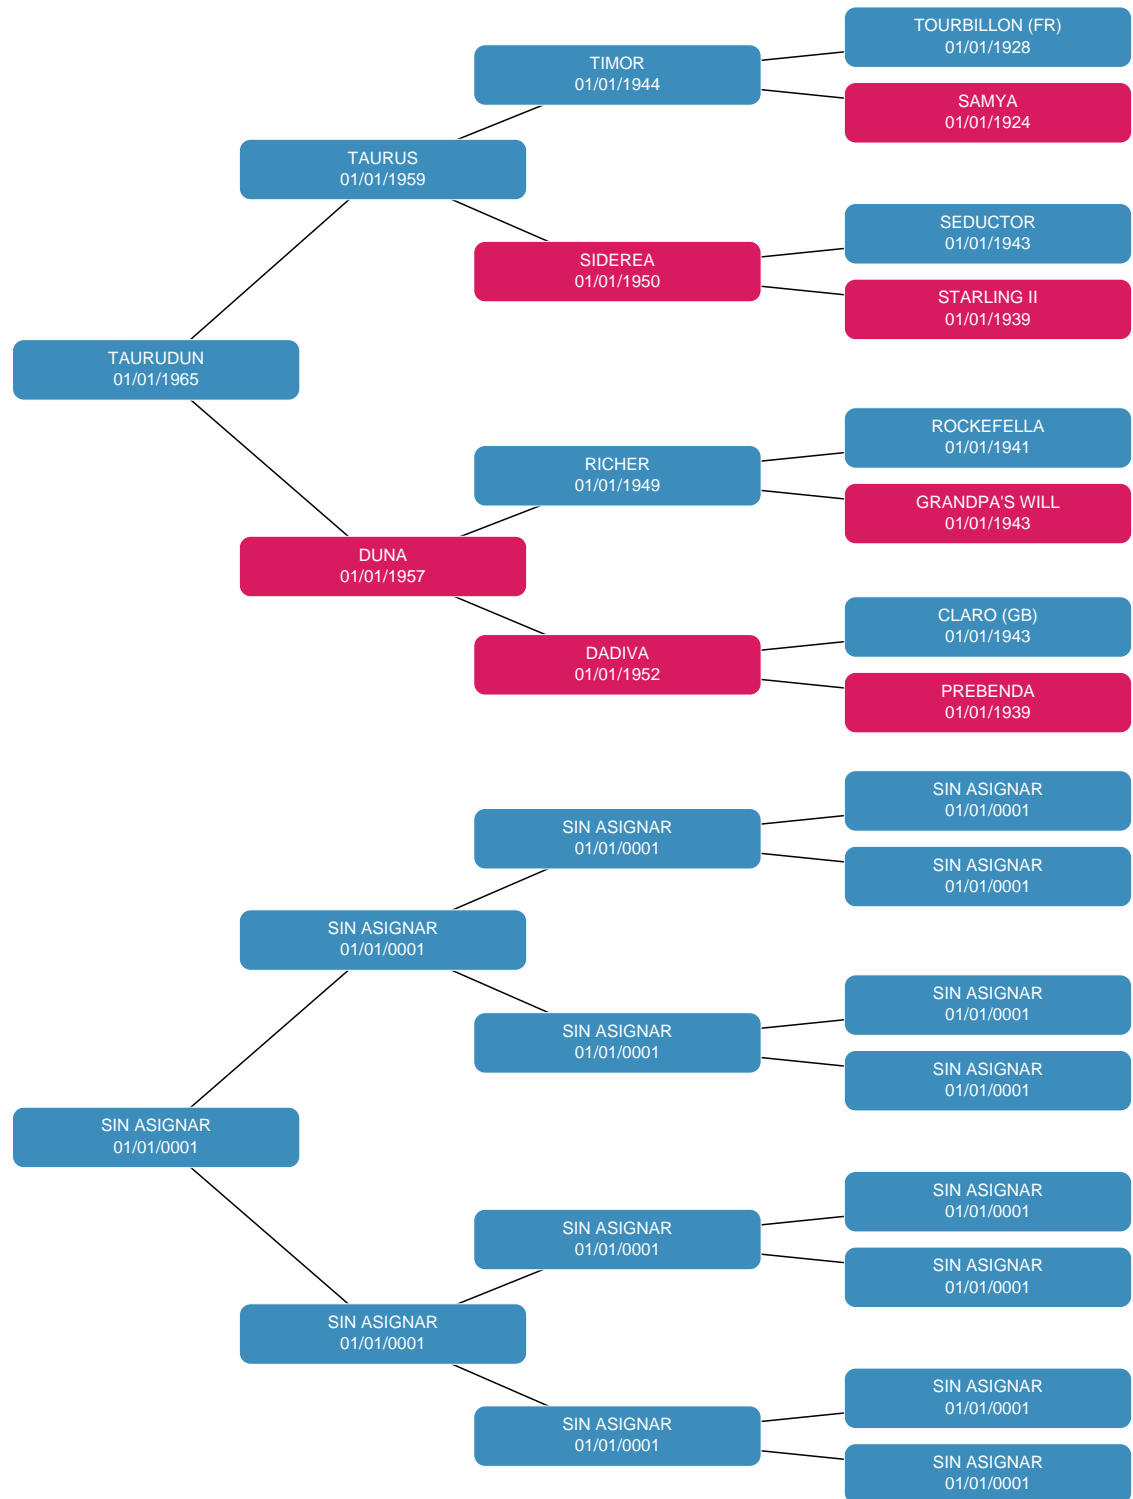 TOURBILLON (FR)
01/01/1928
TIMOR
01/01/1944
SAMYA
01/01/1924
TAURUS
01/01/1959
SEDUCTOR
01/01/1943
SIDEREA
01/01/1950
STARLING II
01/01/1939
TAURUDUN
01/01/1965
ROCKEFELLA
01/01/1941
RICHER
01/01/1949
GRANDPA'S WILL
01/01/1943
DUNA
01/01/1957
CLARO (GB)
01/01/1943
DADIVA
01/01/1952
PREBENDA
01/01/1939
SIN ASIGNAR
01/01/0001
SIN ASIGNAR
01/01/0001
SIN ASIGNAR
01/01/0001
SIN ASIGNAR
01/01/0001
SIN ASIGNAR
01/01/0001
SIN ASIGNAR
01/01/0001
SIN ASIGNAR
01/01/0001
SIN ASIGNAR
01/01/0001
SIN ASIGNAR
01/01/0001
SIN ASIGNAR
01/01/0001
SIN ASIGNAR
01/01/0001
SIN ASIGNAR
01/01/0001
SIN ASIGNAR
01/01/0001
SIN ASIGNAR
01/01/0001
SIN ASIGNAR
01/01/0001